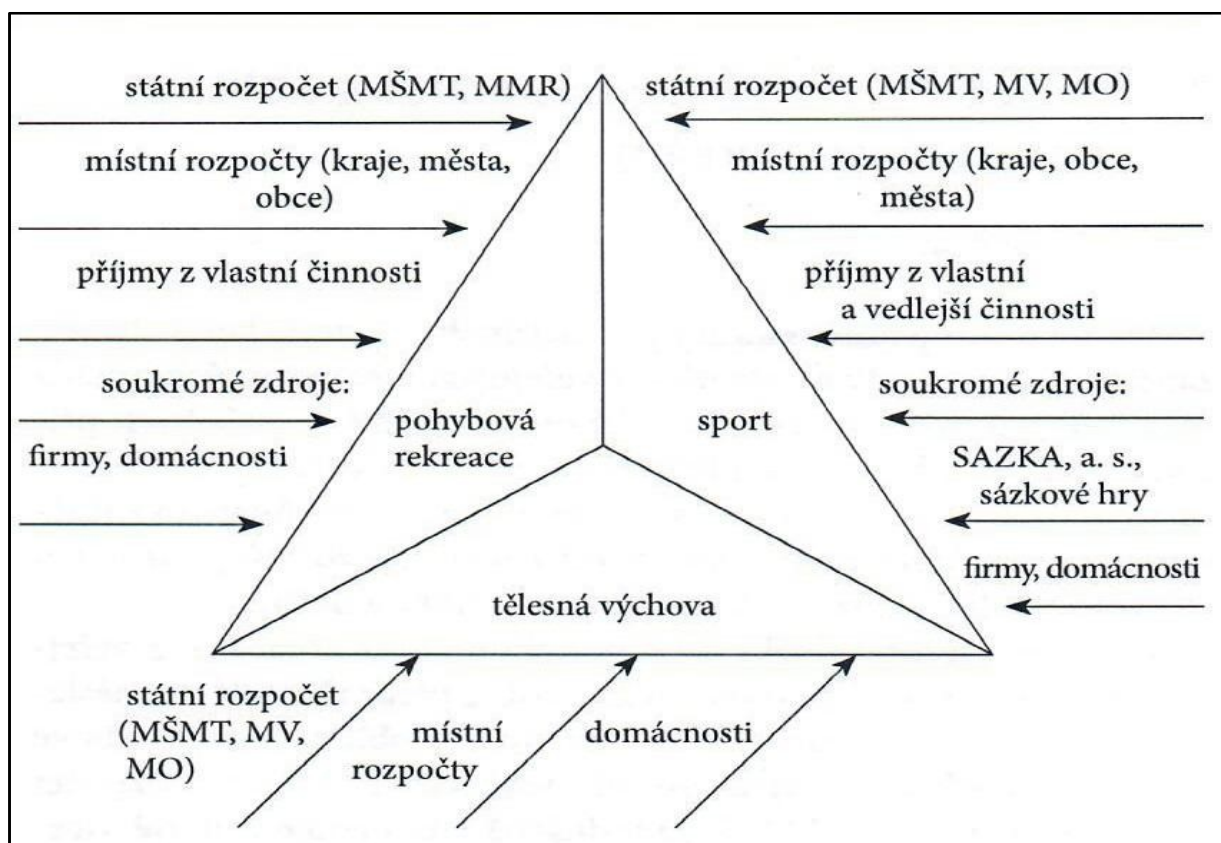 státní rozpočet (MŠMT, MMR)
místní rozpočty (kraje, města,
obce)
příjmy z vlastní činnosti
soukromé zdroje:
firmy, domácnosti
státní rozpočet (MŠMT, MV, MO)
místní rozpočty (kraje, obce,
města)
příjmy z vlastní
a vedlejší činnosti
soukromé zdroje:
SAZKA, a. s.,
sázkové hry
firmy, domácnosti
pohybová
rekreace
sport
tělesná výchova
státní rozpočet
(MŠMT, MV,
MO)
místní
rozpočty
domácnosti